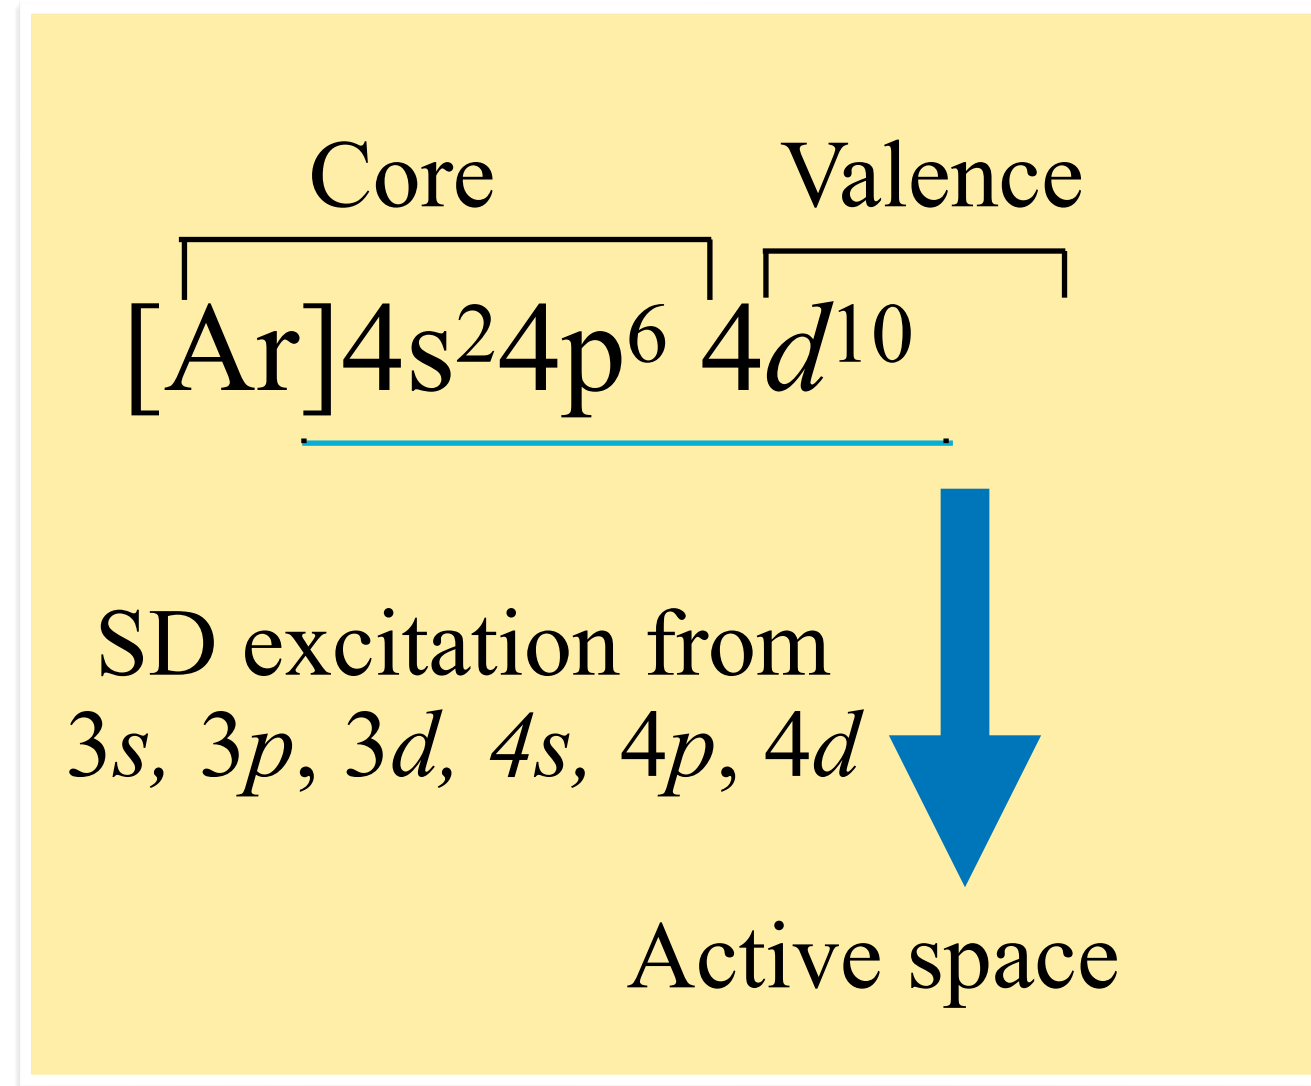 Core Valence
[Ar]4s²4p⁶ 4d¹⁰
SD excitation from
3s, 3p, 3d, 4s, 4p, 4d
Active space